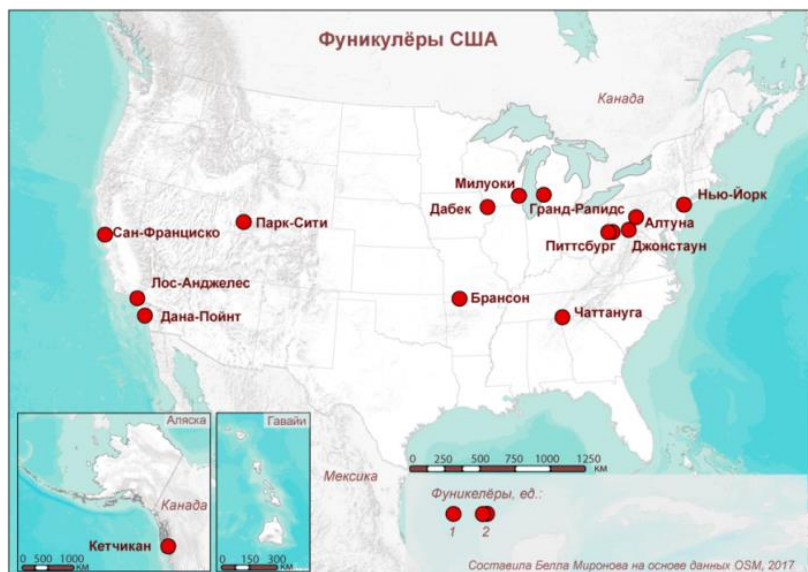 Фуникулёры США
Канада
Милуоки
Нью-Йорк
Дабек
Гранд-Рапидс
Парк-Сити
Алтуна
Сан-Франциско
Питтсбург
Джонстаун
Лос-Анджелес
Брансон
Дана-Пойнт
Чаттануга
Аляска
Гавайи
0 250 500 750 1000 1250
КМ
Мексика
Канада
Фуникелёры, ед.:
1 2
Кетчикан
0 500 1000
КМ
0 150 300
КМ
Составила Белла Миронова на основе данных OSM, 2017